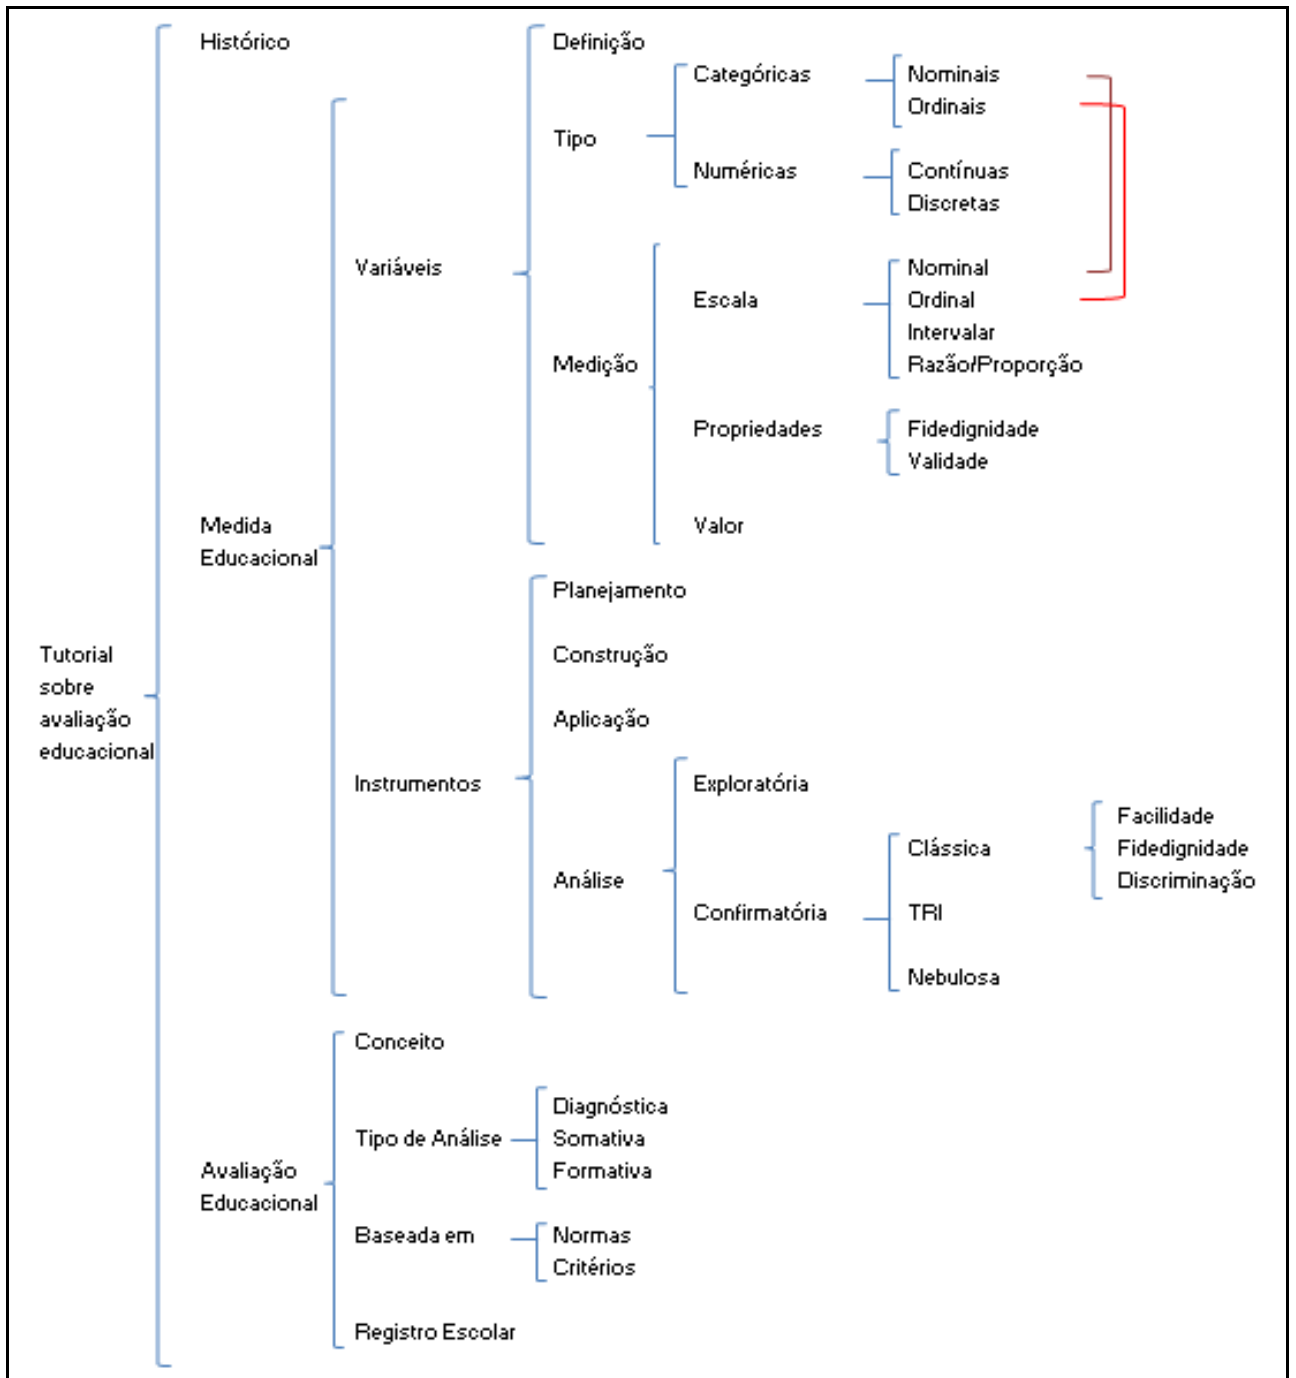 Histórico
Definição
Categóricas
Nominais
Ordinais
Tipo
Numéricas
Contínuas
Discretas
Variáveis
Escala
Nominal
Ordinal
Intervalar
Razão/Proporção
Medição
Propriedades
Fidedignidade
Validade
Medida
Educacional
Valor
Planejamento
Tutorial
sobre
avaliação
educacional
Construção
Aplicação
Instrumentos
Exploratória
Facilidade
Fidedignidade
Discriminação
Clássica
Análise
Confirmatória
TRI
Nebulosa
Conceito
Diagnóstica
Somativa
Formativa
Tipo de Análise
Avaliação
Educacional
Baseada em
Normas
Critérios
Registro Escolar